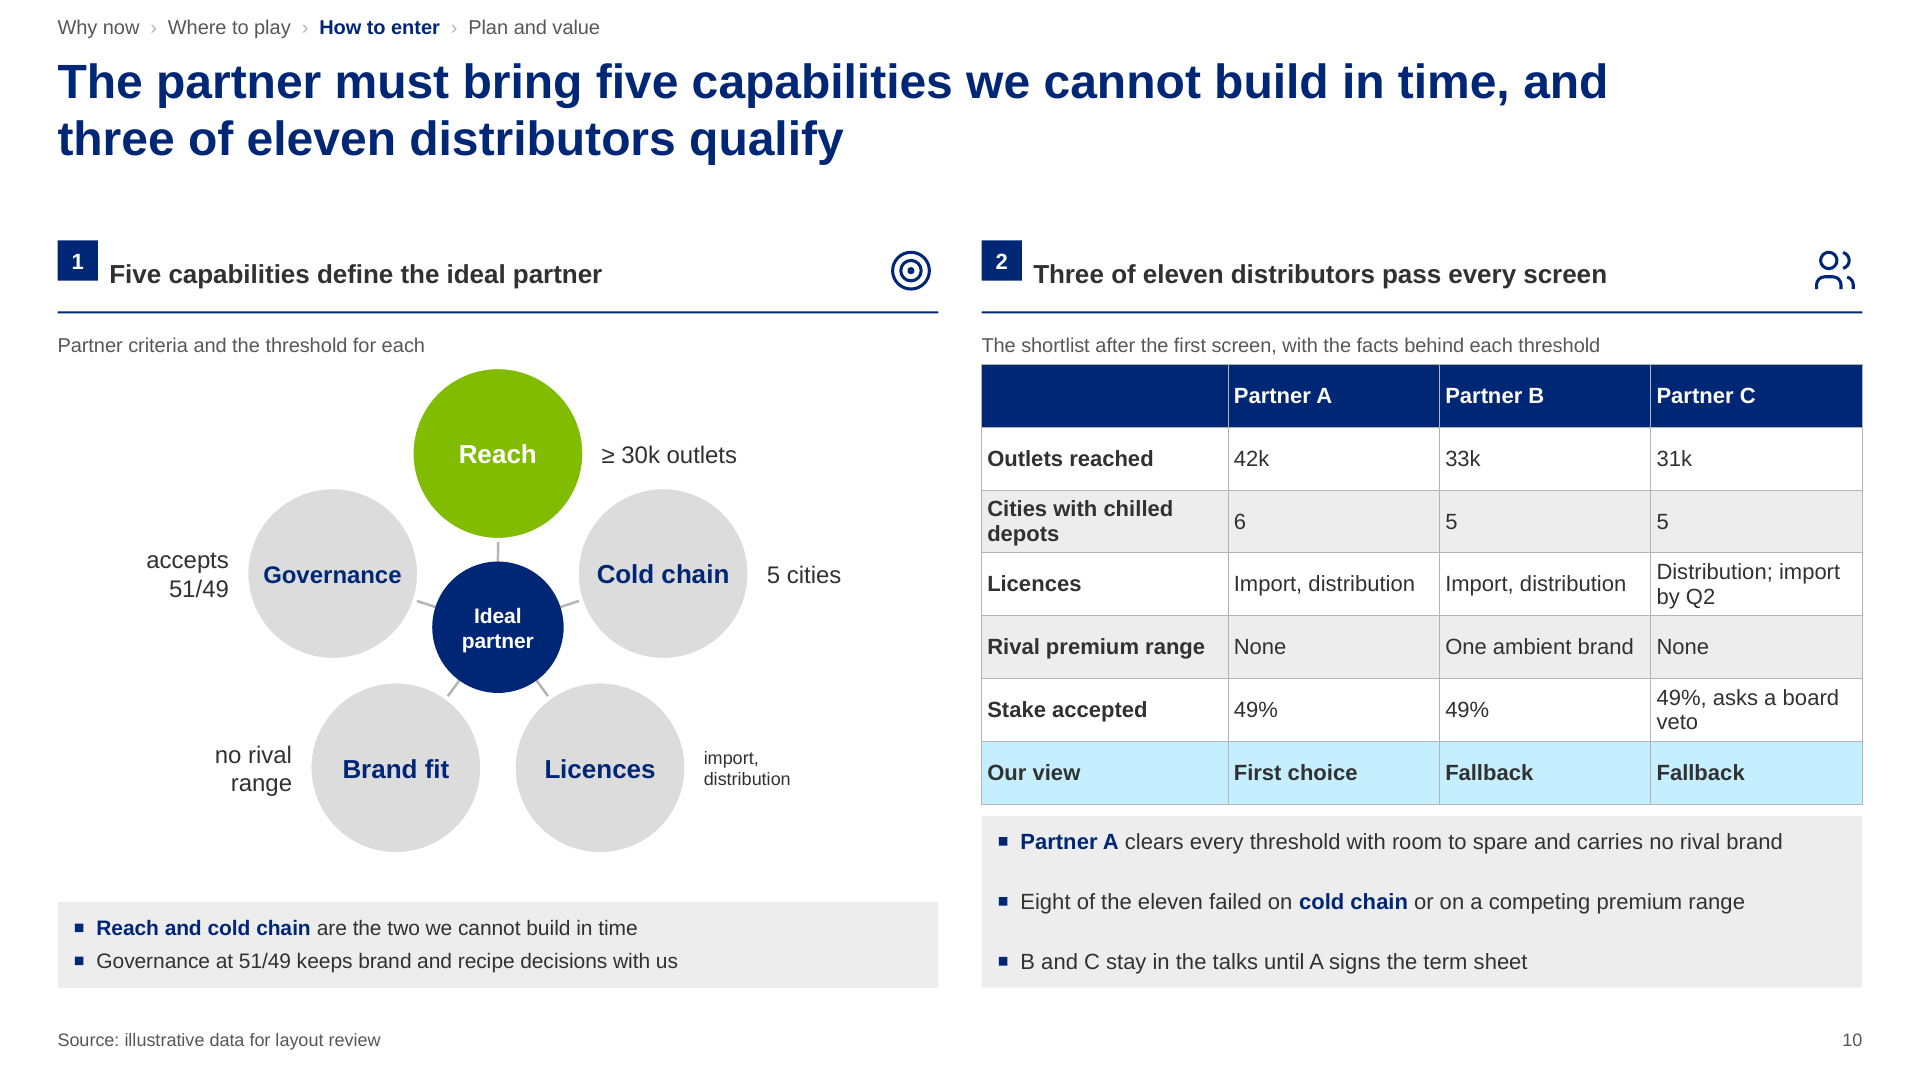 Why now › Where to play › How to enter › Plan and value
The partner must bring five capabilities we cannot build in time, and
three of eleven distributors qualify
1 Five capabilities define the ideal partner
Partner criteria and the threshold for each
Reach
≥ 30k outlets
accepts
51/49
Governance
Cold chain
5 cities
Ideal
partner
no rival
range
Brand fit
Licences
import,
distribution
■ Reach and cold chain are the two we cannot build in time
■ Governance at 51/49 keeps brand and recipe decisions with us
2 Three of eleven distributors pass every screen
The shortlist after the first screen, with the facts behind each threshold
Partner A Partner B Partner C
Outlets reached 42k 33k 31k
Cities with chilled
depots 6 5 5
Licences Import, distribution Import, distribution Distribution; import
by Q2
Rival premium range None One ambient brand None
Stake accepted 49% 49% 49%, asks a board
veto
Our view First choice Fallback Fallback
■ Partner A clears every threshold with room to spare and carries no rival brand
■ Eight of the eleven failed on cold chain or on a competing premium range
■ B and C stay in the talks until A signs the term sheet
Source: illustrative data for layout review
10